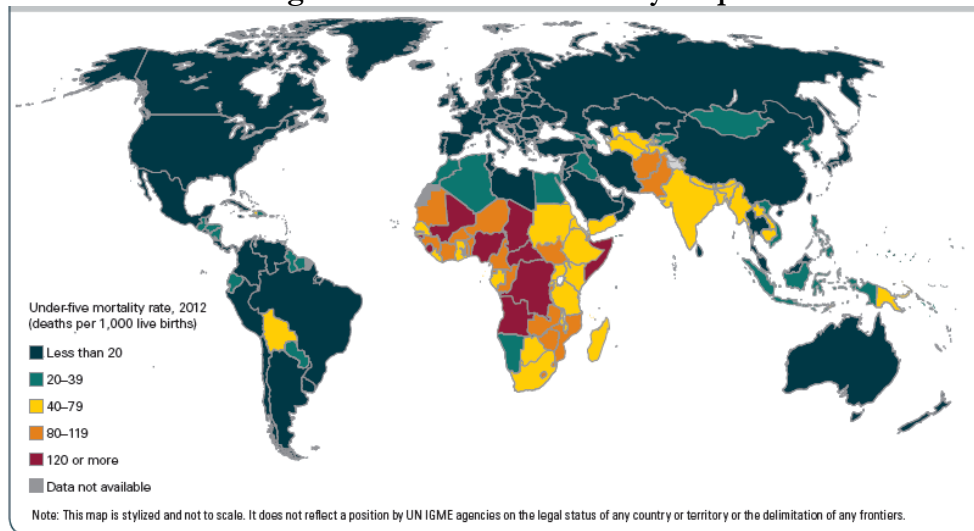 Under-five mortality rate, 2012
(deaths per 1,000 live births)
Less than 20
20–39
40–79
80–119
120 or more
Data not available
Note: This map is stylized and not to scale. It does not reflect a position by UN IGME agencies on the legal status of any country or territory or the delimitation of any frontiers.